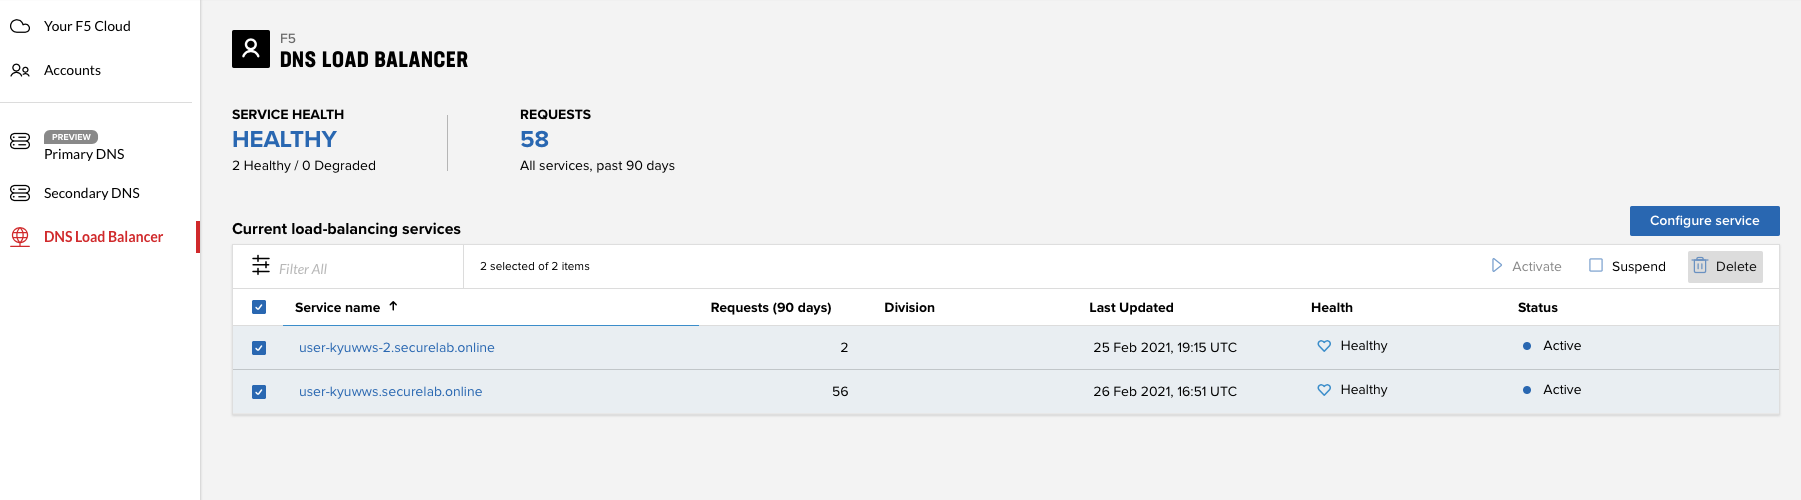 Your F5 Cloud
Accounts
PREVIEW
Primary DNS
Secondary DNS
DNS Load Balancer
F5
DNS LOAD BALANCER
SERVICE HEALTH
HEALTHY
2 Healthy / 0 Degraded
REQUESTS
58
All services, past 90 days
Current load-balancing services
Configure service
Filter All
2 selected of 2 items
Activate
Suspend
Delete
Service name Requests (90 days) Division Last Updated Health Status
user-kyuwws-2.securelab.online 2 25 Feb 2021, 19:15 UTC Healthy Active
user-kyuwws.securelab.online 56 26 Feb 2021, 16:51 UTC Healthy Active